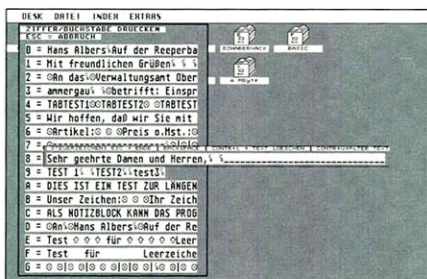 DESK DATEI INDEX EXTRAS
ZIFFER/BUCHSTABE DRUECKEN
ESC = ABBRUCH
0 = Hans Albers Auf der Reeperba
1 = Mit freundlichen Grüßen
2 = An das Verwaltungsamt Ober
3 = ammergau betrifft: Einspr
4 = TABTEST1 TABTEST2 TABTEST
5 = Wir hoffen, daß wir Sie mit
6 = Artikel: Preis o.Mst.:
7 =
8 = Sehr geehrte Damen und Herren,
9 = TEST 1 TEST2 test3
A = DIES IST EIN TEST ZUR LÄNGEN
B = Unser Zeichen: Ihr Zeich
C = ALS NOTIZBLOCK KANN DAS PROG
D = An Hans Albers Auf der Re
E = Test für Leer
F = Test für Leerzeiche
G =
SCHABERNACK
BASIC
4 MByte